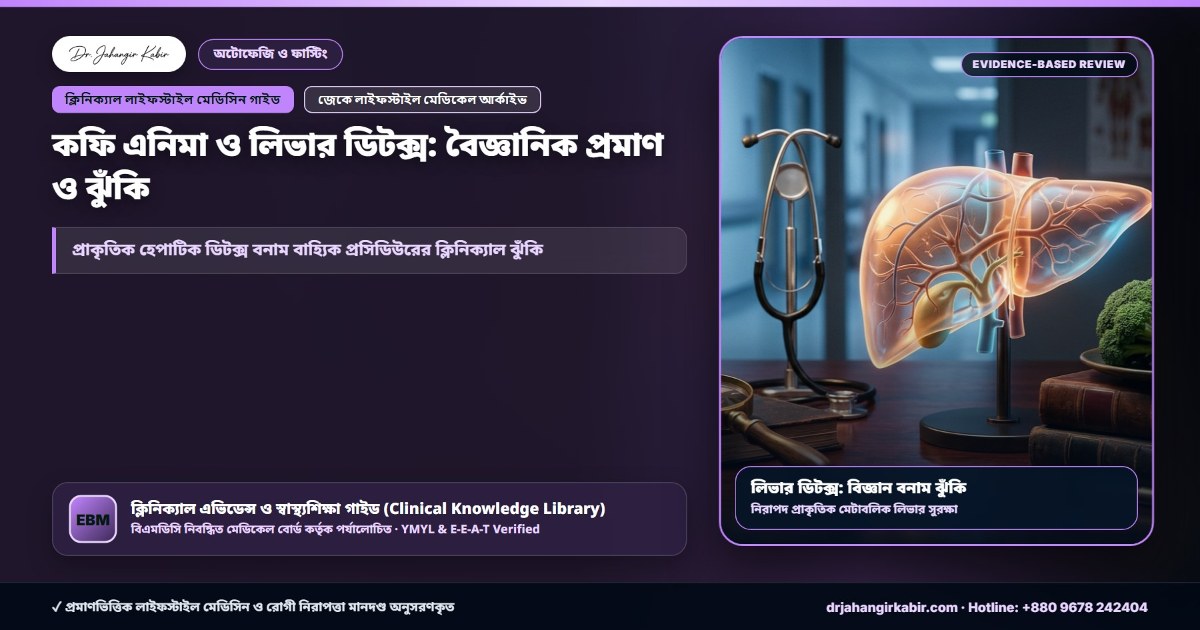 Dr. Jahangir Kabir
অটোফেজি ও ফাস্টিং
ক্লিনিক্যাল লাইফস্টাইল মেডিসিন গাইড
জেকে লাইফস্টাইল মেডিকেল আর্কাইভ
কফি এনিমা ও লিভার ডিটক্স: বৈজ্ঞানিক প্রমাণ
ও ঝুঁকি
প্রাকৃতিক হেপাটিক ডিটক্স বনাম বাহ্যিক প্রসিডিউরের ক্লিনিক্যাল ঝুঁকি
EVIDENCE-BASED REVIEW
লিভার ডিটক্স: বিজ্ঞান বনাম ঝুঁকি
নিরাপদ প্রাকৃতিক মেটাবলিক লিভার সুরক্ষা
EBM
ক্লিনিক্যাল এভিডেন্স ও স্বাস্থ্যশিক্ষা গাইড (Clinical Knowledge Library)
বিএমডিসি নিবন্ধিত মেডিকেল বোর্ড কর্তৃক পর্যালোচিত · YMYL & E-E-A-T Verified
✓ প্রমাণভিত্তিক লাইফস্টাইল মেডিসিন ও রোগী নিরাপত্তা মানদণ্ড অনুসরণকৃত
drjahangirkabir.com · Hotline: +880 9678 242404